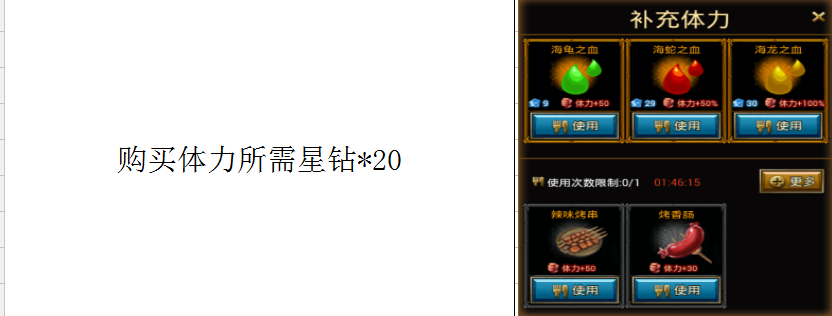 购买体力所需星钻*20
补充体力
海龟之血
海蛇之血
海龙之血
9 体力+50
29 体力+50%
30 体力+100%
使用
使用
使用
使用次数限制:0/1 01:46:15 更多
辣味烤串
烤香肠
体力+50
体力+30
使用
使用